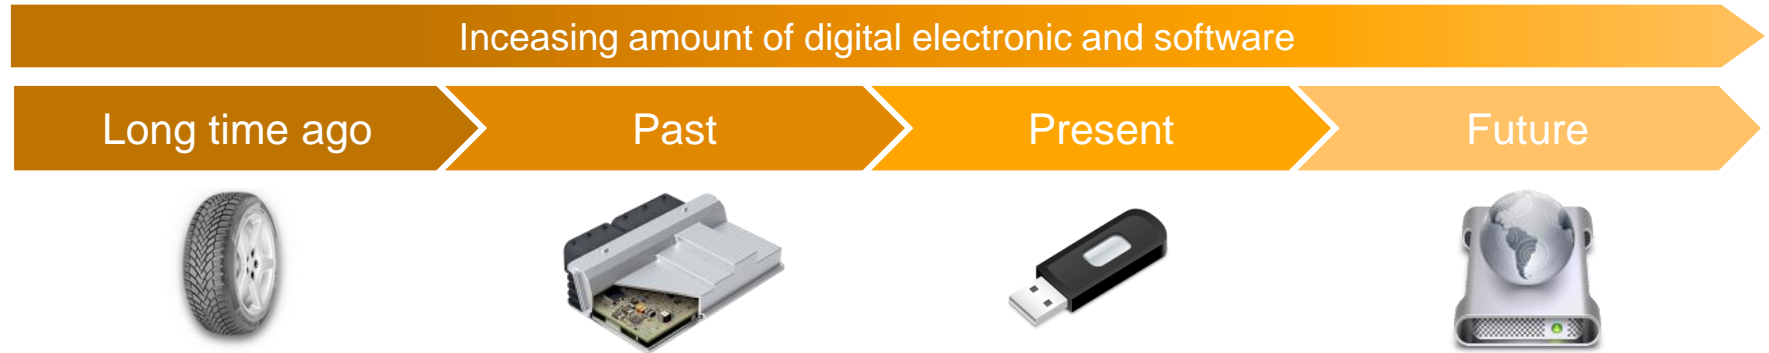 Inceasing amount of digital electronic and software
Long time ago
Past
Present
Future